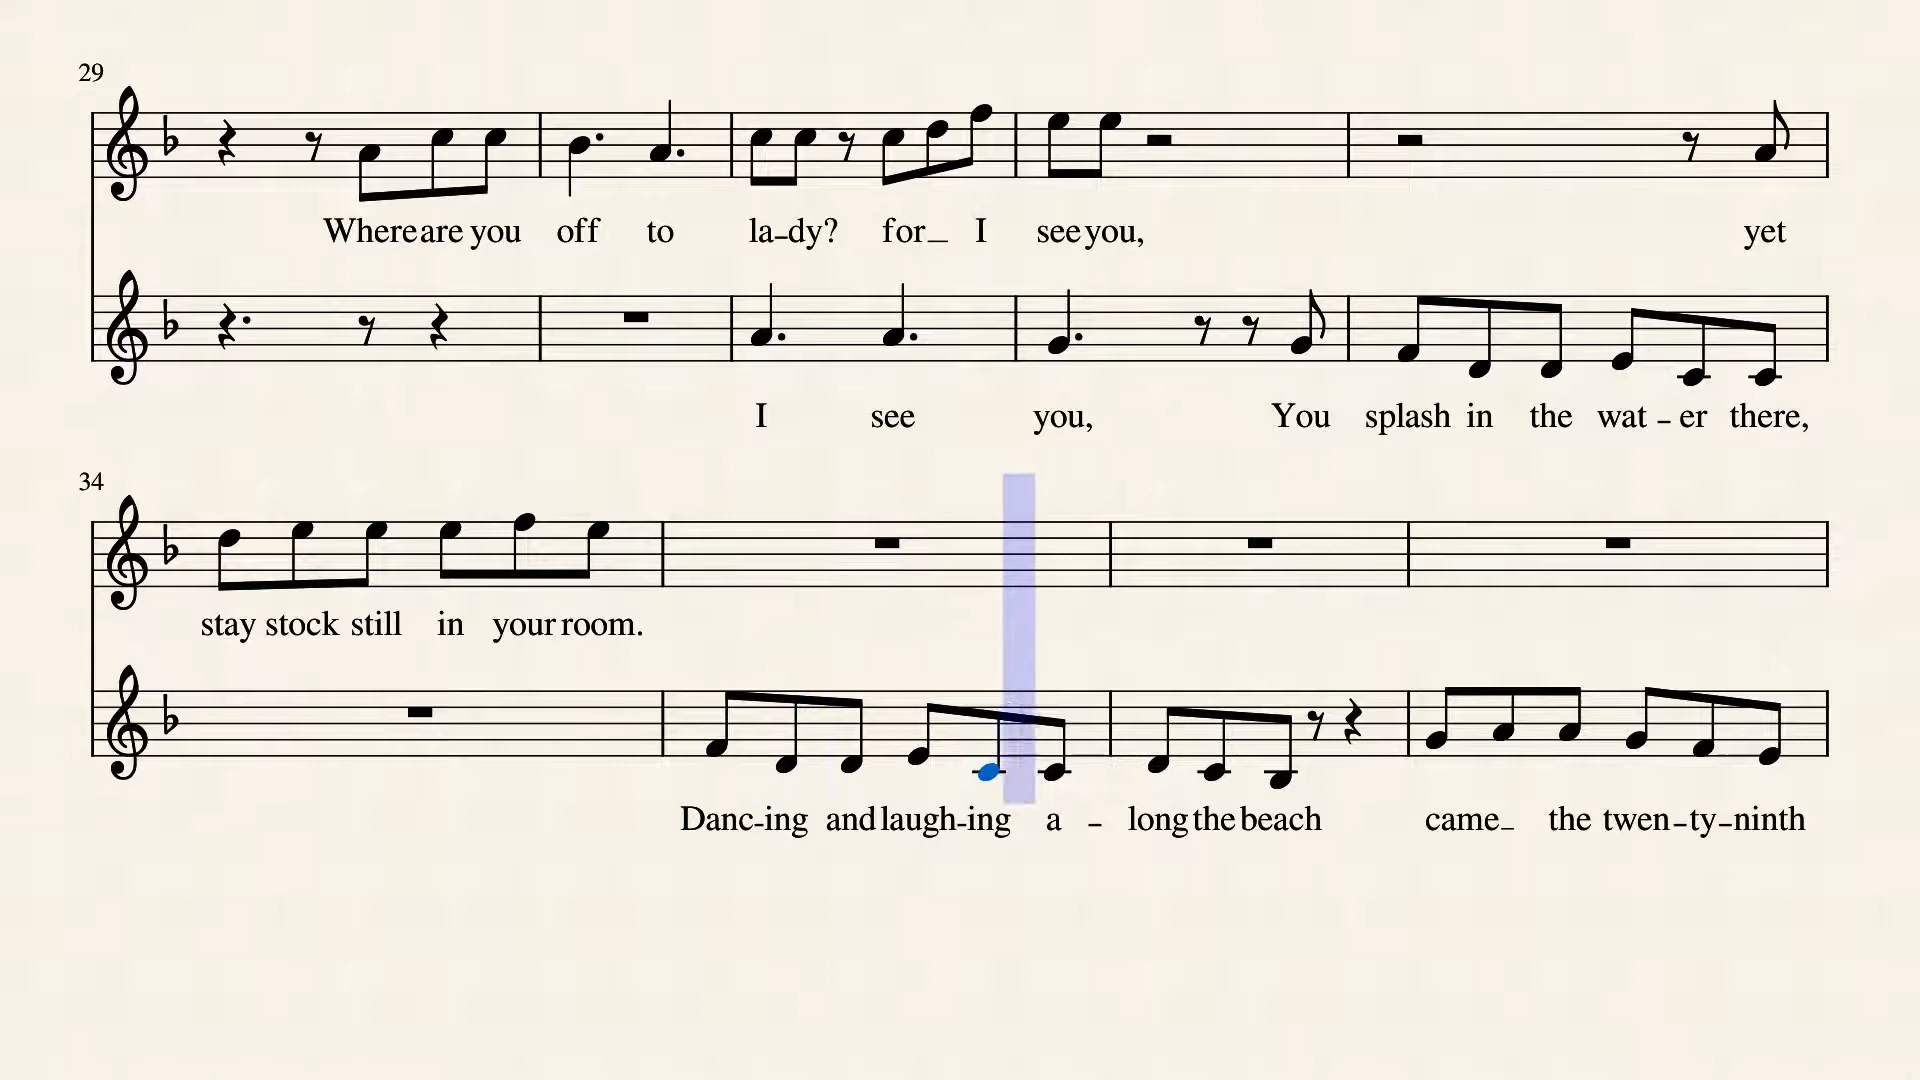 29
Where are you off to la-dy? for_ I see you, yet
I see you, You splash in the wat-er there,
34
stay stock still in your room.
Danc-ing and laugh-ing a - long the beach came_ the twen-ty-ninth